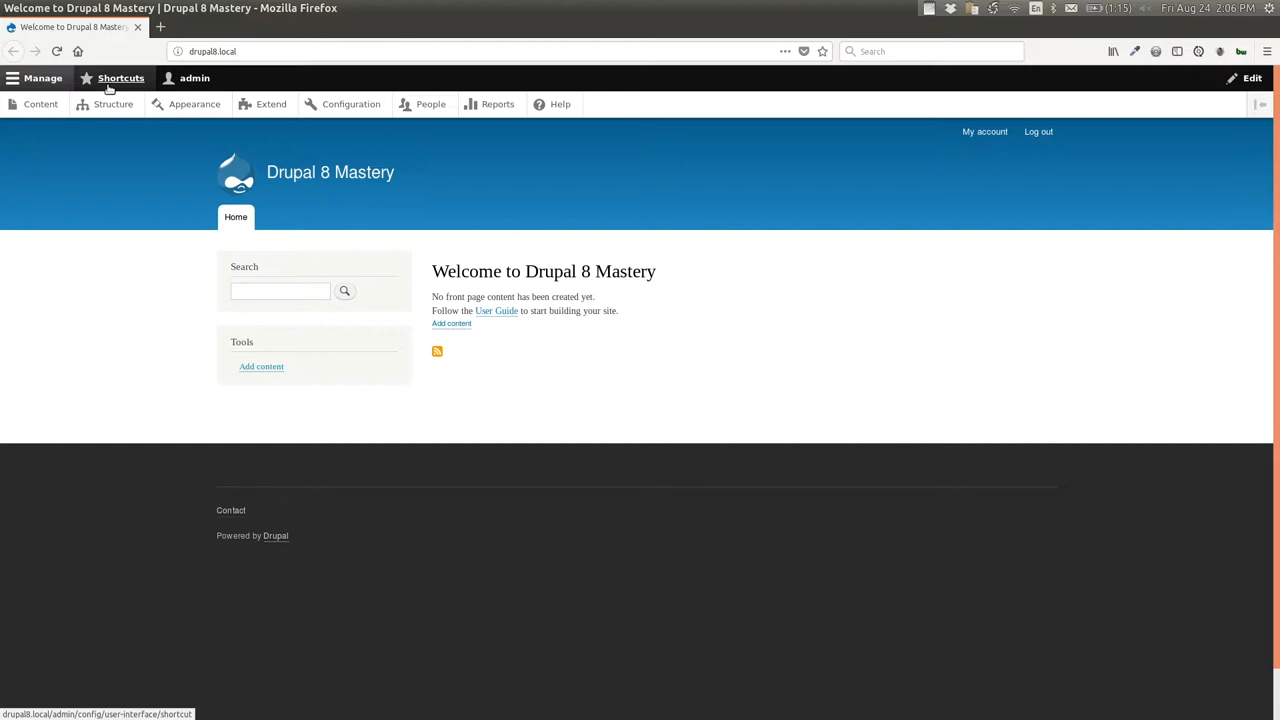 Welcome to Drupal 8 Mastery | Drupal 8 Mastery - Mozilla Firefox
En
(1:15)
Fri Aug 24 2:06 PM
Welcome to Drupal 8 Mastery
drupal8.local
Search
Manage
Shortcuts
admin
Edit
Content
Structure
Appearance
Extend
Configuration
People
Reports
Help
My account
Log out
Drupal 8 Mastery
Home
Search
Welcome to Drupal 8 Mastery
No front page content has been created yet.
Follow the User Guide to start building your site.
Add content
Tools
Add content
Contact
Powered by Drupal
drupal8.local/admin/config/user-interface/shortcut